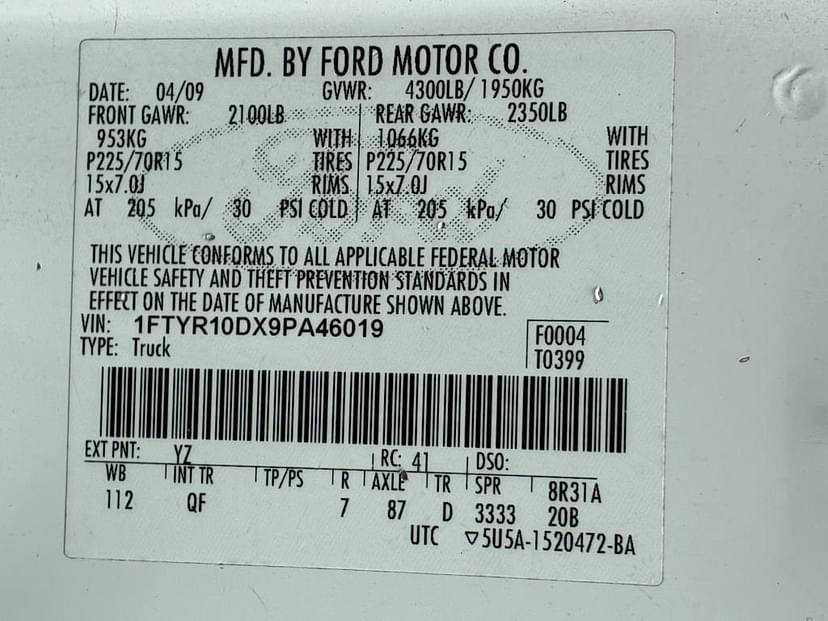 MFD. BY FORD MOTOR CO.
DATE: 04/09 GVWR: 4300LB/ 1950KG
FRONT GAWR: 2100LB REAR GAWR: 2350LB
953KG WITH 1066KG WITH
P225/70R15 TIRES P225/70R15 TIRES
15x7.0J RIMS 15x7.0J RIMS
AT 205 kPa/ 30 PSI COLD AT 205 kPa/ 30 PSI COLD
THIS VEHICLE CONFORMS TO ALL APPLICABLE FEDERAL MOTOR
VEHICLE SAFETY AND THEFT PREVENTION STANDARDS IN
EFFECT ON THE DATE OF MANUFACTURE SHOWN ABOVE.
VIN: 1FTYR10DX9PA46019 F0004
TYPE: Truck T0399
EXT PNT: YZ RC: 41 DSO:
WB INT TR TP/PS R AXLE TR SPR 8R31A
112 QF 7 87 D 3333 20B
UTC ▽5U5A-1520472-BA